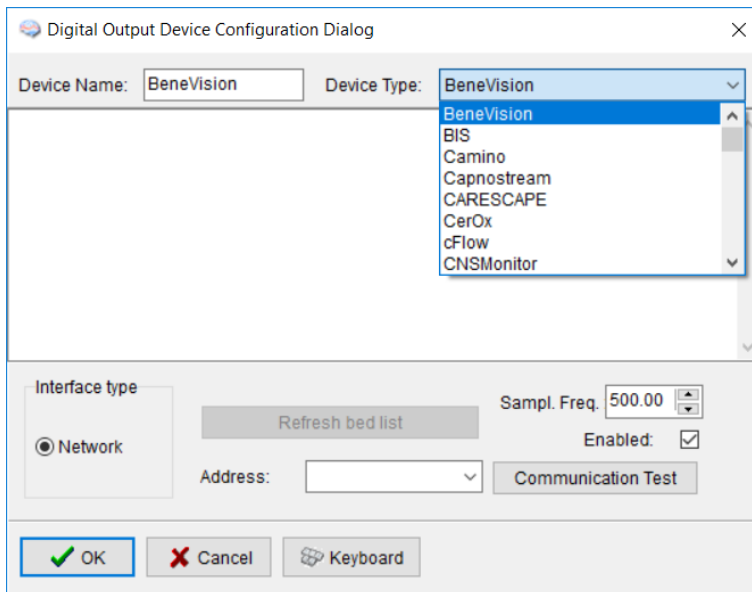 Digital Output Device Configuration Dialog
Device Name: BeneVision Device Type: BeneVision
BeneVision
BIS
Camino
Capnostream
CARESCAPE
CerOx
cFlow
CNSMonitor
Interface type
Network
Refresh bed list
Address:
Sampl. Freq. 500.00
Enabled:
Communication Test
OK Cancel Keyboard